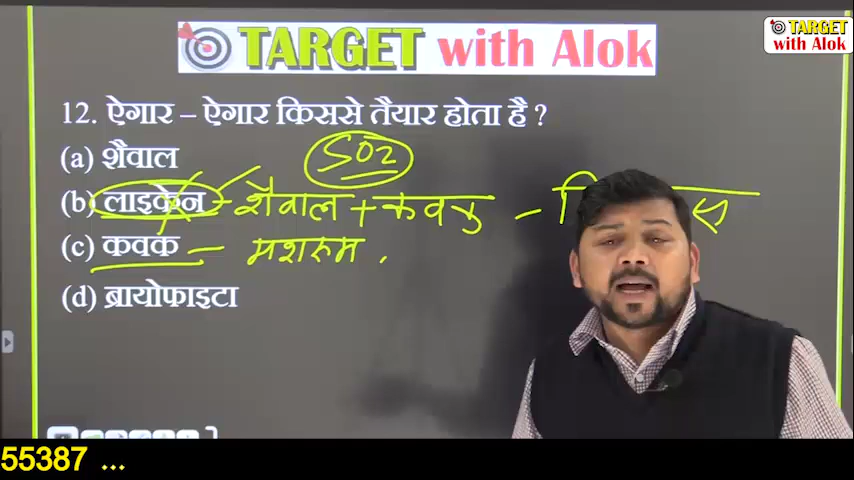 TARGET with Alok
TARGET
with Alok
12. ऐगार – ऐगार किससे तैयार होता है ?
(a) शैवाल
SO2
(b) लाइकेन - शैवाल + कवक -
(c) कवक - मशरूम .
(d) ब्रायोफाइटा
55387 ...